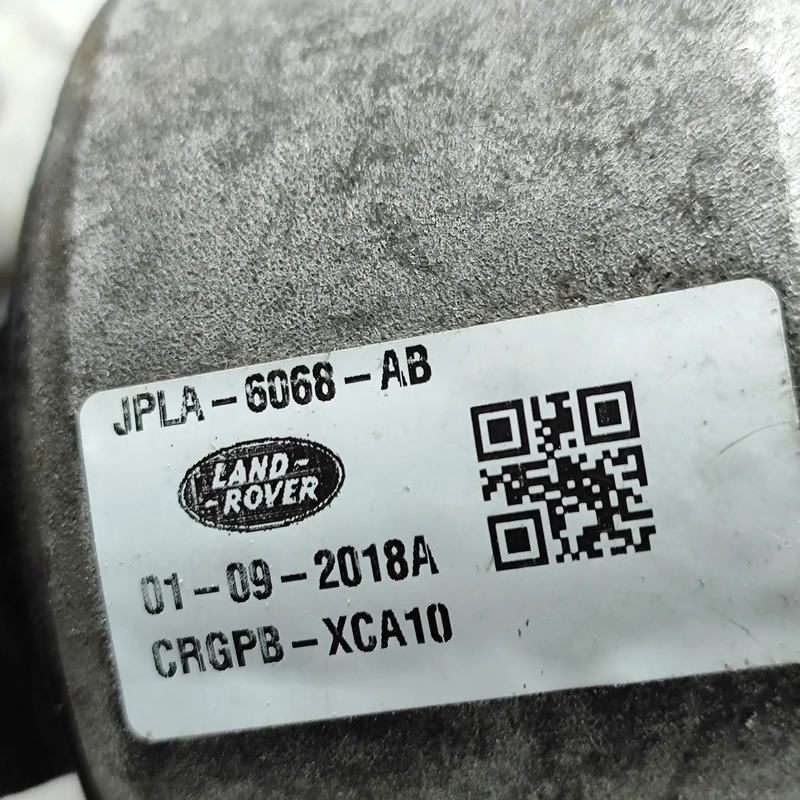 JPLA-6068-AB
LAND-
-ROVER
01-09-2018A
CRGPB-XCA10